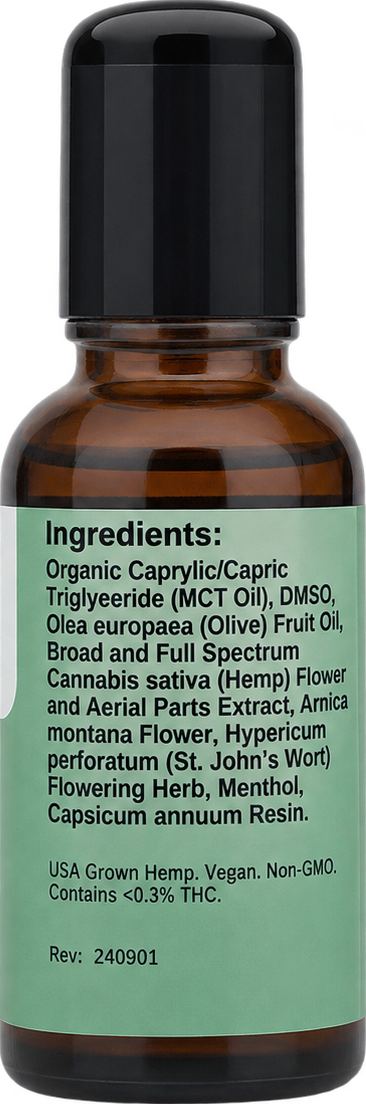 Ingredients:
Organic Caprylic/Capric
Triglyeeride (MCT Oil), DMSO,
Olea europaea (Olive) Fruit Oil,
Broad and Full Spectrum
Cannabis sativa (Hemp) Flower
and Aerial Parts Extract, Arnica
montana Flower, Hypericum
perforatum (St. John's Wort)
Flowering Herb, Menthol,
Capsicum annuum Resin.
USA Grown Hemp. Vegan. Non-GMO.
Contains <0.3% THC.
Rev: 240901